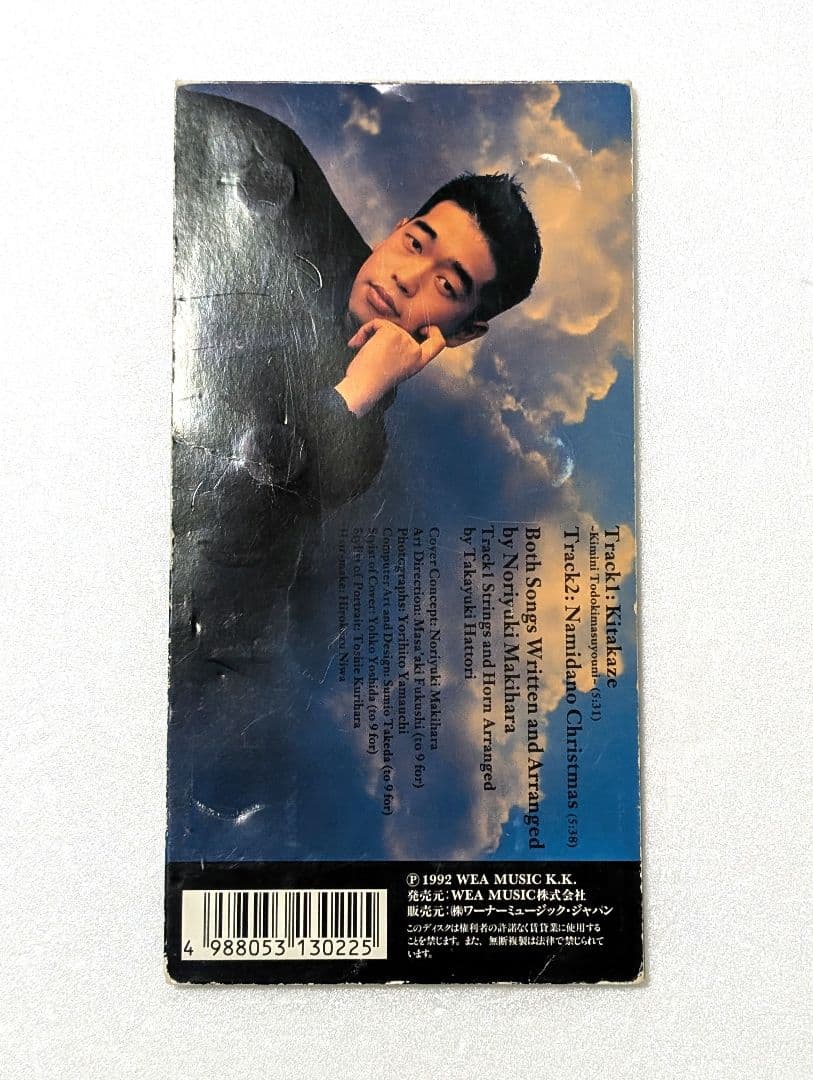 Track1: Kitakaze
-Kimini Todokimasuyouni- (5:31)
Track2: Namidano Christmas (5:38)
Both Songs Written and Arranged
by Noriyuki Makihara
Track1 Strings and Horn Arranged
by Takayuki Hattori
Cover Concept: Noriyuki Makihara
Art Direction: Masa'aki Fukushi (to 9 for)
Photographs: Yorihito Yamauchi
Computer Art and Design: Sumio Takeda (to 9 for)
Stylist of Cover: Yohko Yoshida (to 9 for)
Stylist of Portrait: Toshie Kurihara
Niwa
Ⓟ 1992 WEA MUSIC K.K.
発売元:WEA MUSIC株式会社
販売元:㈱ワーナーミュージック・ジャパン
このディスクは権利者の許諾なく賃貸業に使用する
ことを禁じます。また、無断複製は法律で禁じられて
います。
4 988053 130225